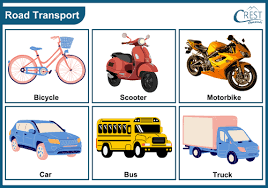 Road Transport
CREST
Bicycle
Scooter
Motorbike
Car
Bus
Truck